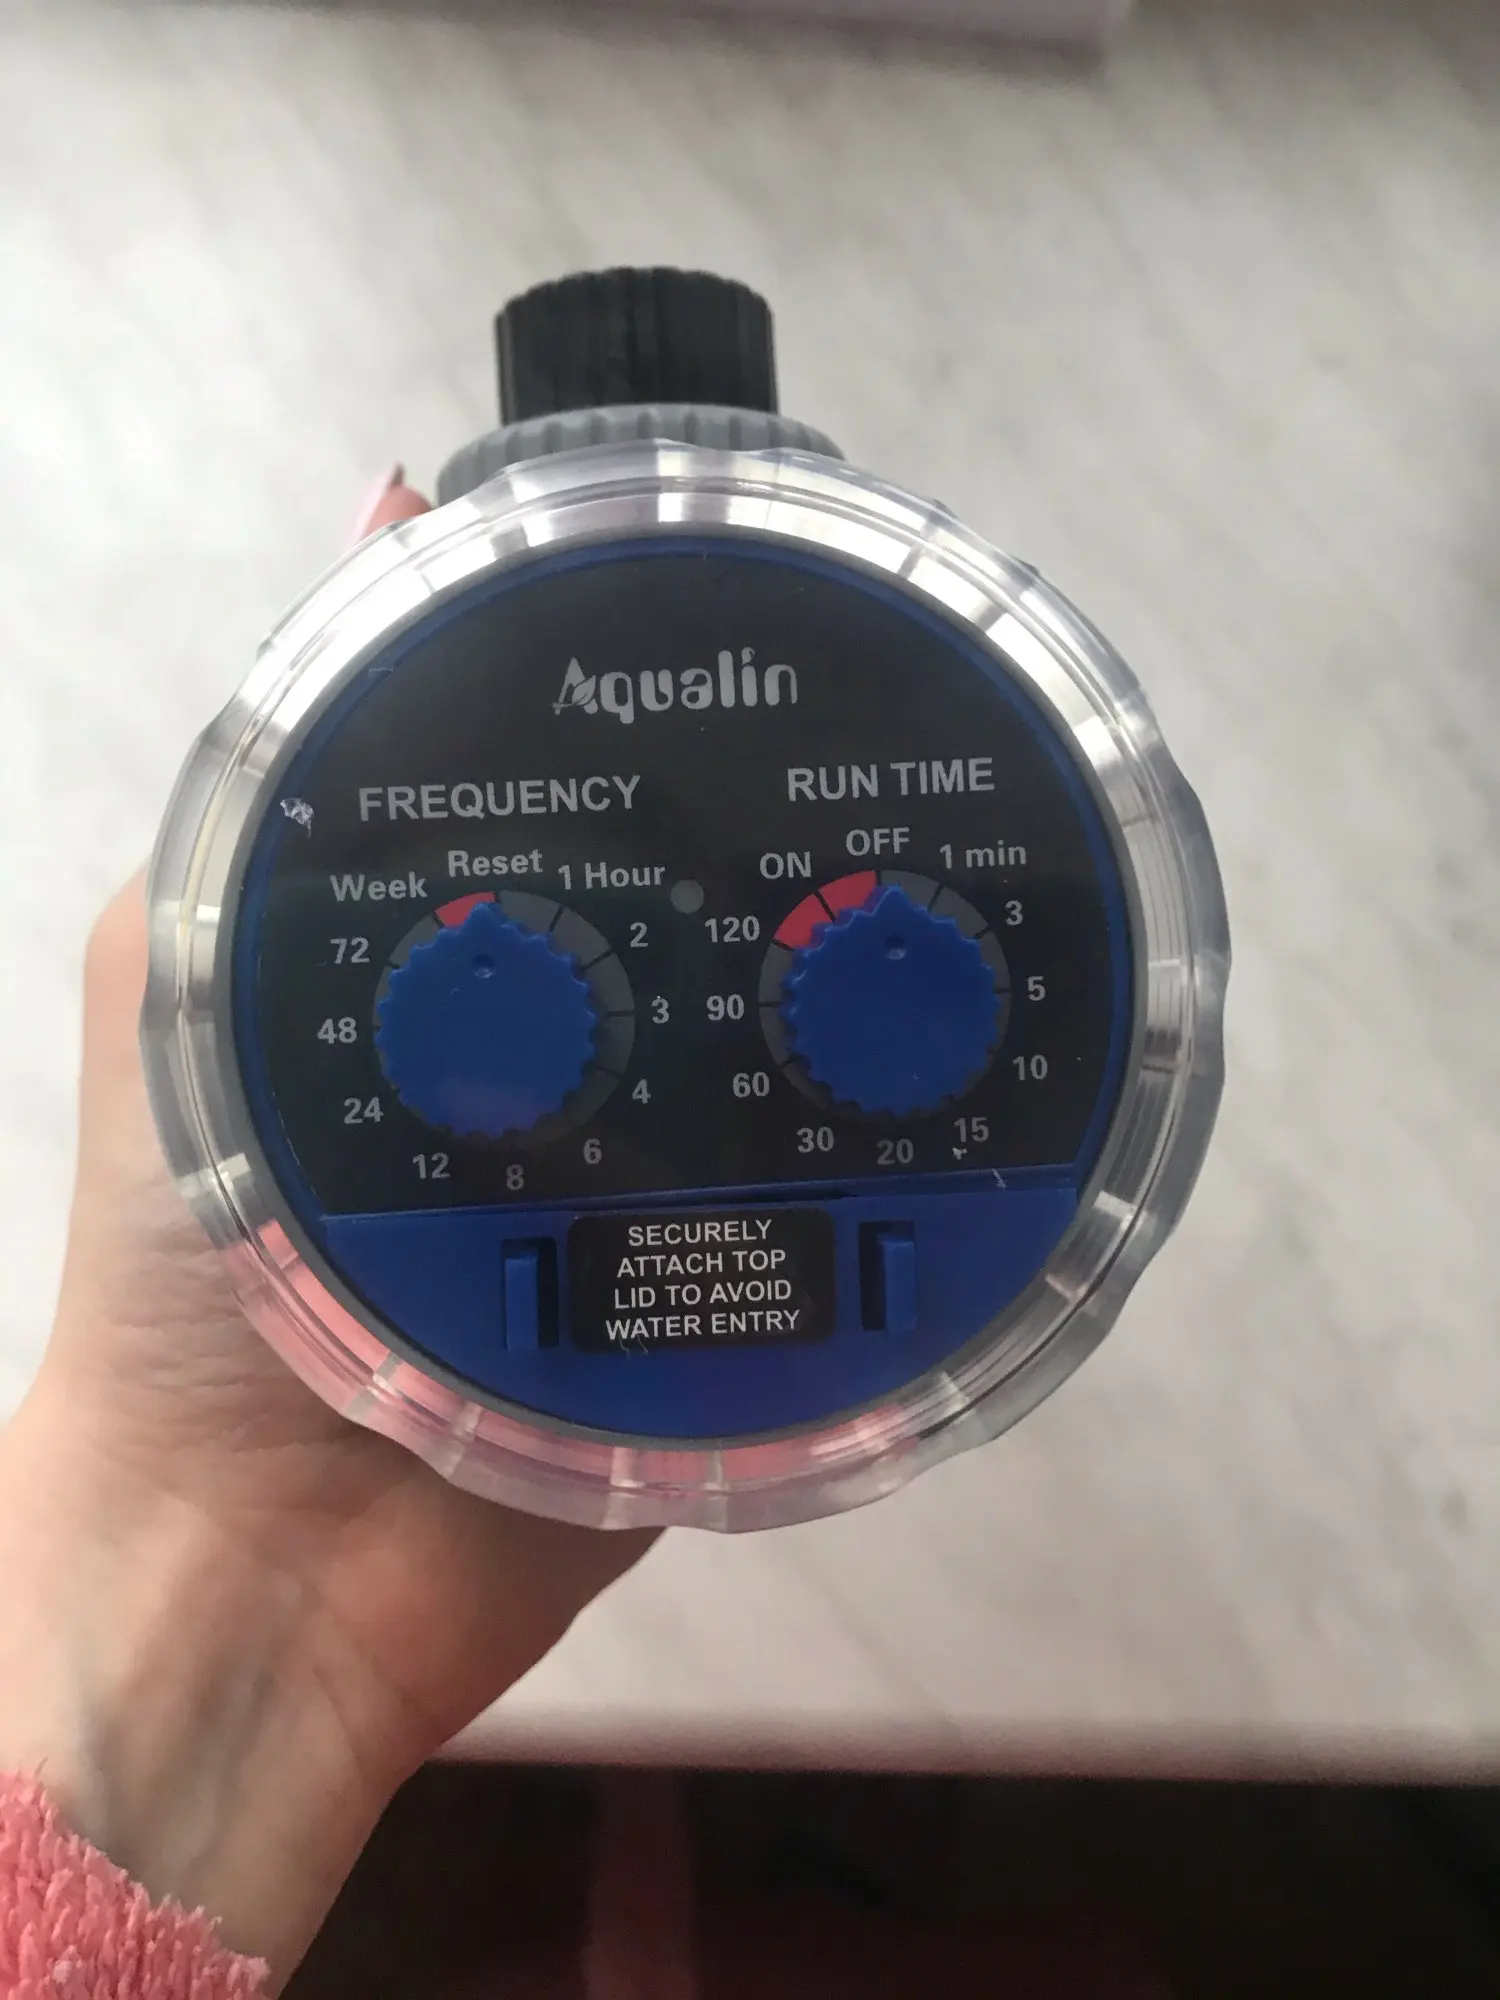 Aqualin
FREQUENCY
Reset
1 Hour
2
3
4
6
8
12
24
48
72
Week
RUN TIME
OFF
1 min
3
5
10
15
20
30
60
90
120
ON
SECURELY
ATTACH TOP
LID TO AVOID
WATER ENTRY